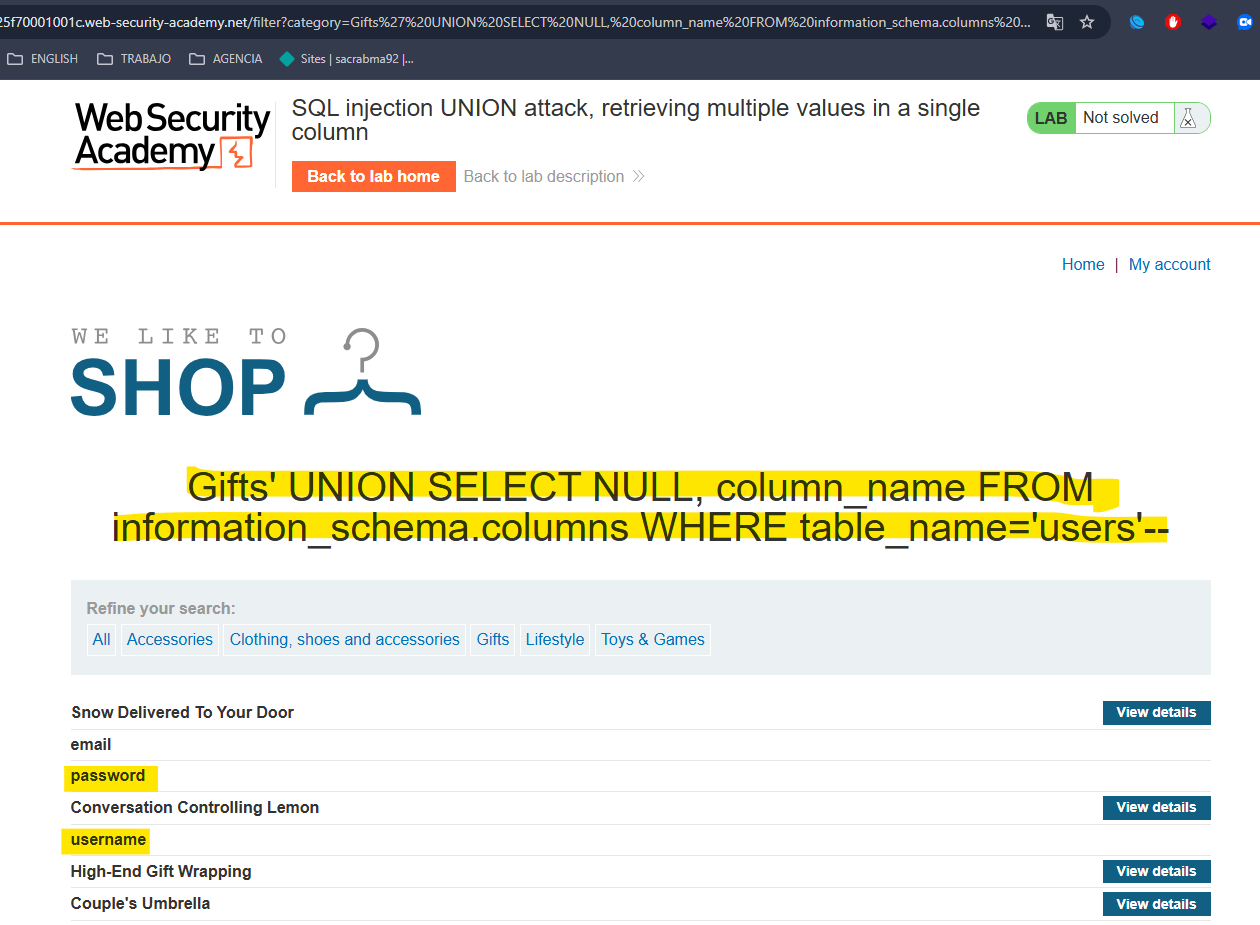 25f70001001c.web-security-academy.net/filter?category=Gifts%27%20UNION%20SELECT%20NULL,%20column_name%20FROM%20information_schema.columns%20...
ENGLISH TRABAJO AGENCIA Sites | sacrabma92 |...
Web Security
Academy
SQL injection UNION attack, retrieving multiple values in a single
column
LAB Not solved
Back to lab home Back to lab description
Home | My account
WE LIKE TO
SHOP
Gifts' UNION SELECT NULL, column_name FROM
information_schema.columns WHERE table_name='users'--
Refine your search:
All Accessories Clothing, shoes and accessories Gifts Lifestyle Toys & Games
Snow Delivered To Your Door View details
email
password
Conversation Controlling Lemon View details
username
High-End Gift Wrapping View details
Couple's Umbrella View details